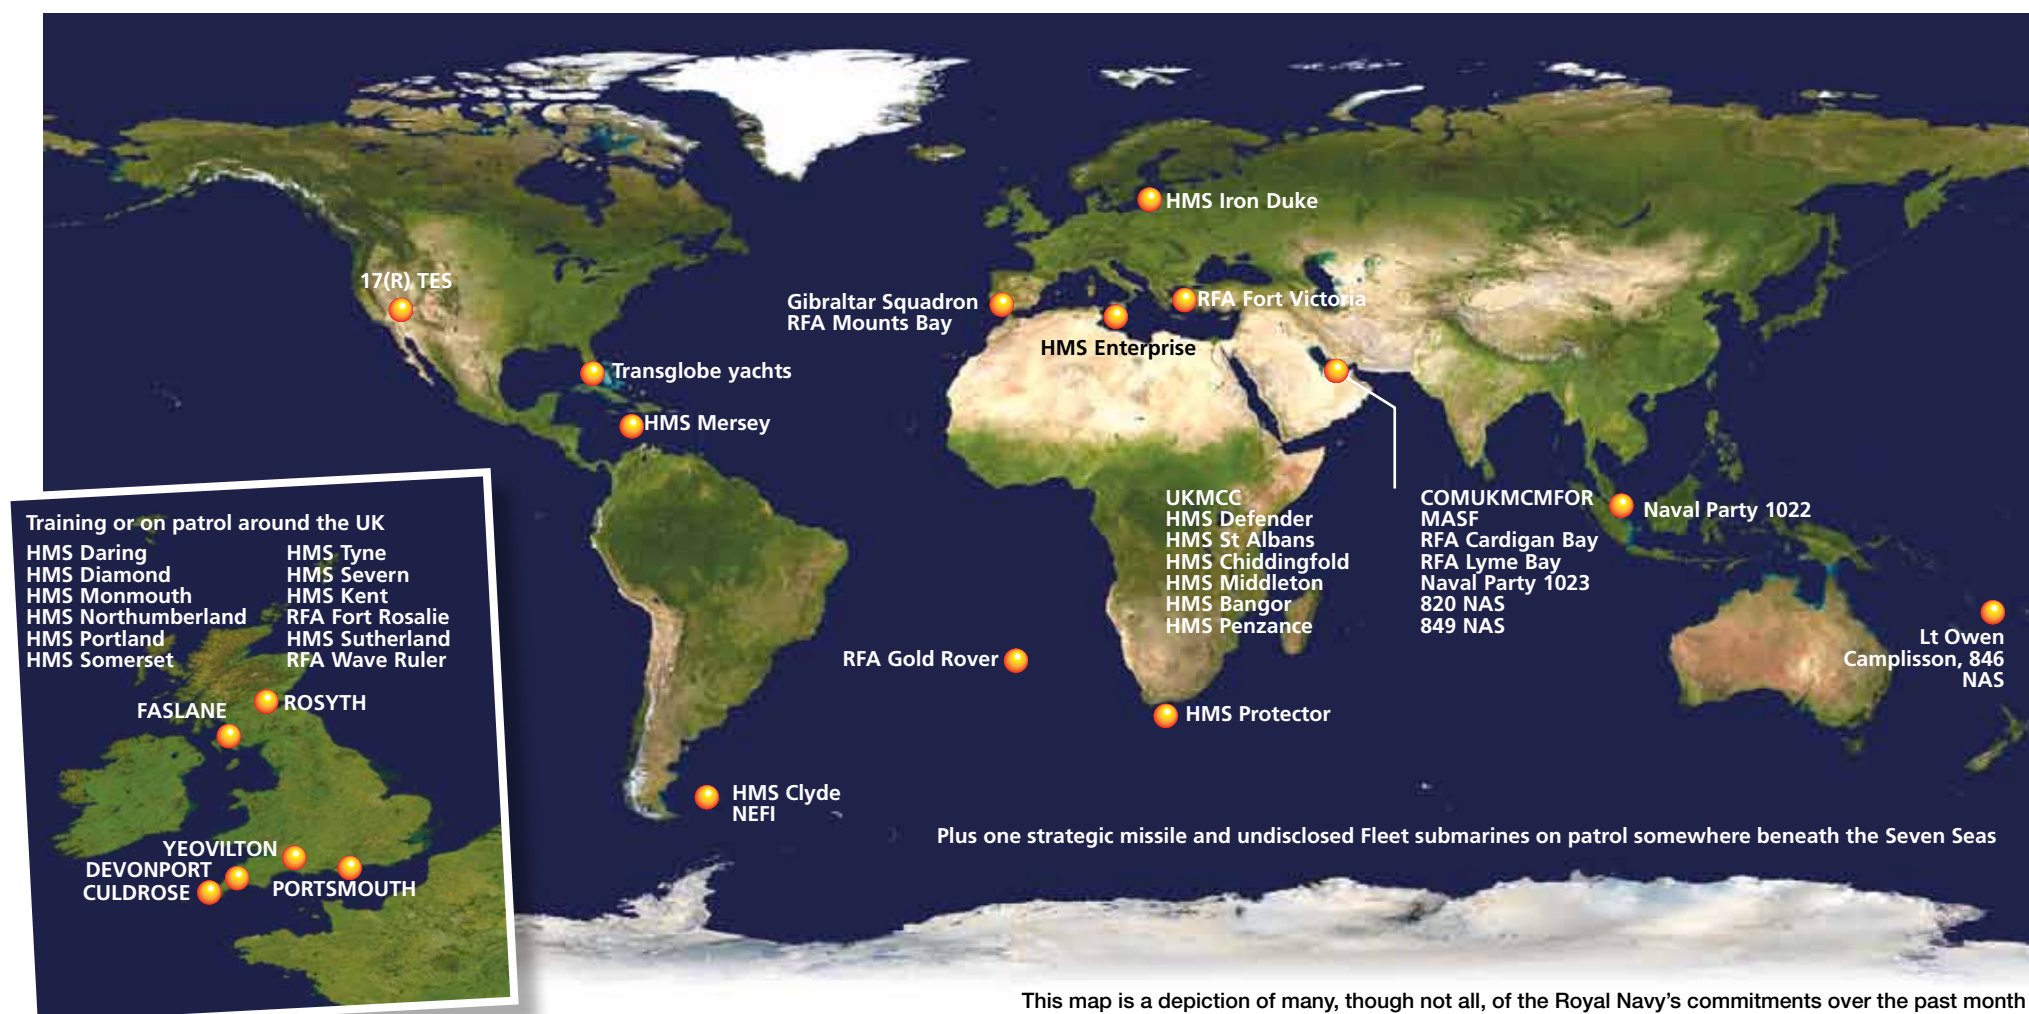 HMS Iron Duke
17(R) TES
Gibraltar Squadron
RFA Mounts Bay
RFA Fort Victoria
HMS Enterprise
Transglobe yachts
HMS Mersey
UKMCC
HMS Defender
HMS St Albans
HMS Chiddingfold
HMS Middleton
HMS Bangor
HMS Penzance
COMUKMCMFOR
MASF
RFA Cardigan Bay
RFA Lyme Bay
Naval Party 1023
820 NAS
849 NAS
Naval Party 1022
Lt Owen
Camplisson, 846
NAS
RFA Gold Rover
HMS Protector
HMS Clyde
NEFI
Training or on patrol around the UK
HMS Daring
HMS Diamond
HMS Monmouth
HMS Northumberland
HMS Portland
HMS Somerset
HMS Tyne
HMS Severn
HMS Kent
RFA Fort Rosalie
HMS Sutherland
RFA Wave Ruler
ROSYTH
FASLANE
YEOVILTON
DEVONPORT
CULDROSE
PORTSMOUTH
Plus one strategic missile and undisclosed Fleet submarines on patrol somewhere beneath the Seven Seas
This map is a depiction of many, though not all, of the Royal Navy's commitments over the past month